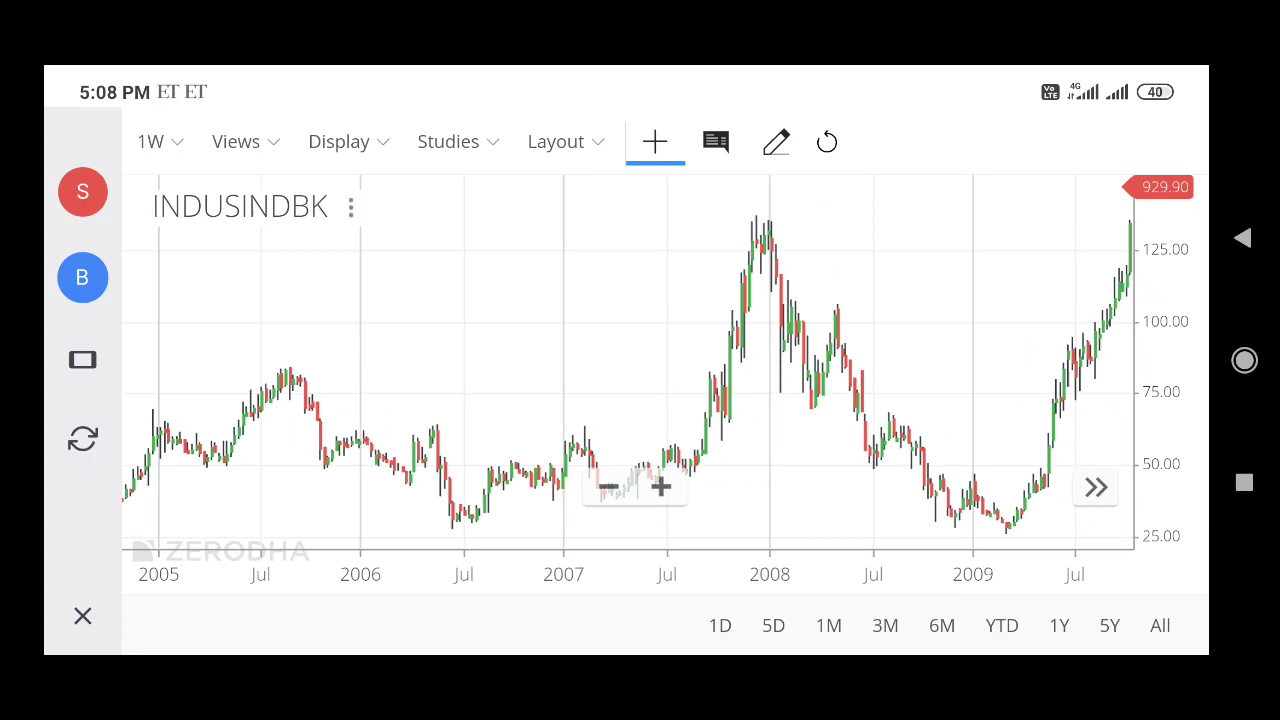 5:08 PM ET ET VoLTE 4G 40
1W Views Display Studies Layout
S
INDUSINDBK
929.90
B
125.00
100.00
75.00
50.00
25.00
ZERODHA
2005 Jul 2006 Jul 2007 Jul 2008 Jul 2009 Jul
1D 5D 1M 3M 6M YTD 1Y 5Y All